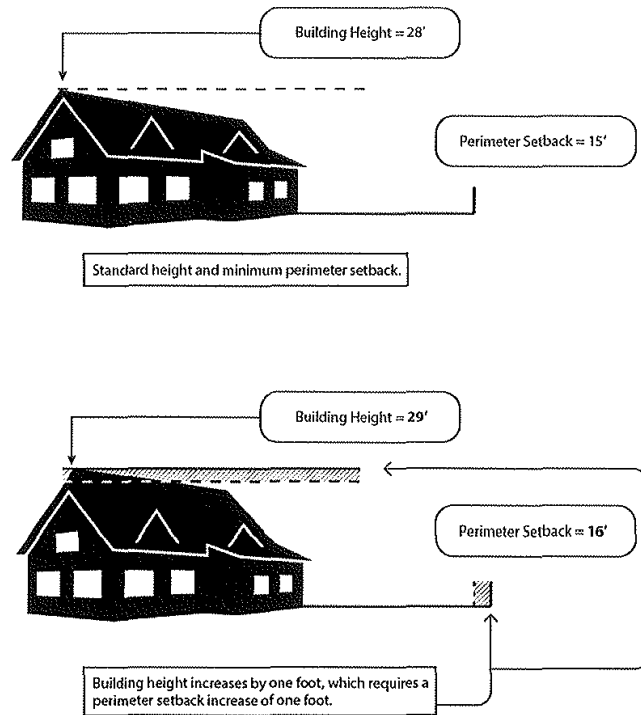 Building Height = 28'
Perimeter Setback = 15'
Standard height and minimum perimeter setback.
Building Height = 29'
Perimeter Setback = 16'
Building height increases by one foot, which requires a
perimeter setback increase of one foot.